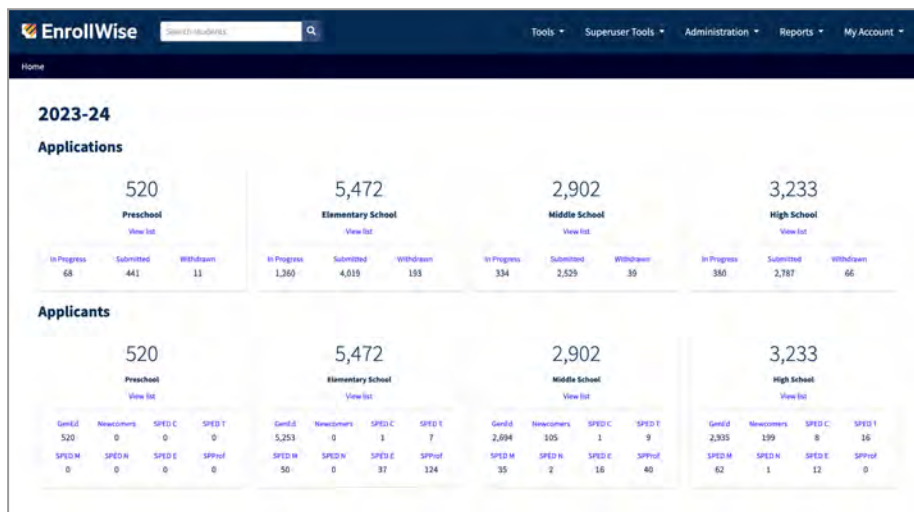 EnrollWise Search students Tools Superuser Tools Administration Reports My Account
Home
2023-24
Applications
520 5,472 2,902 3,233
Preschool Elementary School Middle School High School
View list View list View list View list
In Progress Submitted Withdrawn In Progress Submitted Withdrawn In Progress Submitted Withdrawn In Progress Submitted Withdrawn
68 441 11 1,260 4,019 193 334 2,529 39 380 2,787 66
Applicants
520 5,472 2,902 3,233
Preschool Elementary School Middle School High School
View list View list View list View list
GenEd Newcomers SPED C SPED T GenEd Newcomers SPED C SPED T GenEd Newcomers SPED C SPED T GenEd Newcomers SPED C SPED T
520 0 0 0 5,253 0 1 7 2,694 105 1 9 2,935 199 8 16
SPED M SPED N SPED E SPProf SPED M SPED N SPED E SPProf SPED M SPED N SPED E SPProf SPED M SPED N SPED E SPProf
0 0 0 0 50 0 37 124 35 2 16 40 62 1 12 0